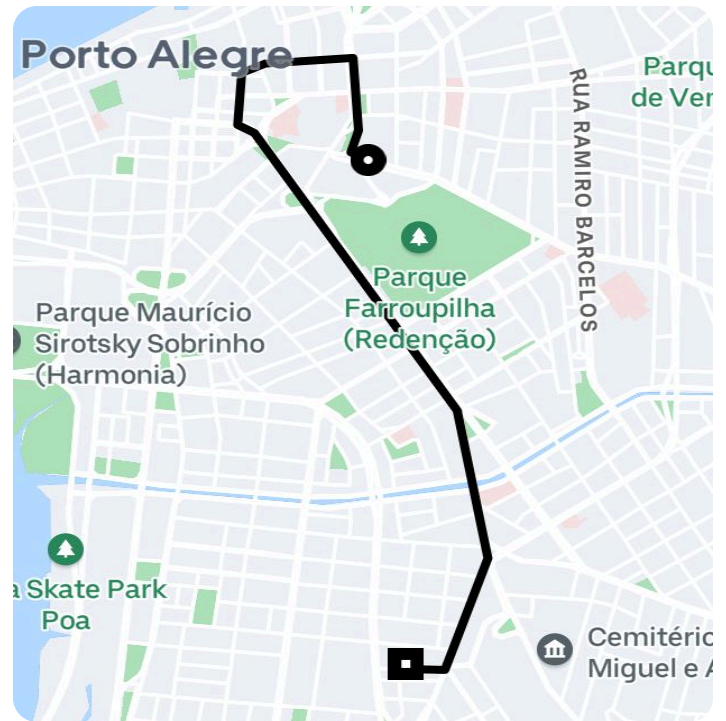 Porto Alegre
Parqu
de Ver
RUA RAMIRO BARCELOS
Parque
Farroupilha
(Redenção)
Parque Maurício
Sirotsky Sobrinho
(Harmonia)
a Skate Park
Poa
Cemitério
Miguel e A